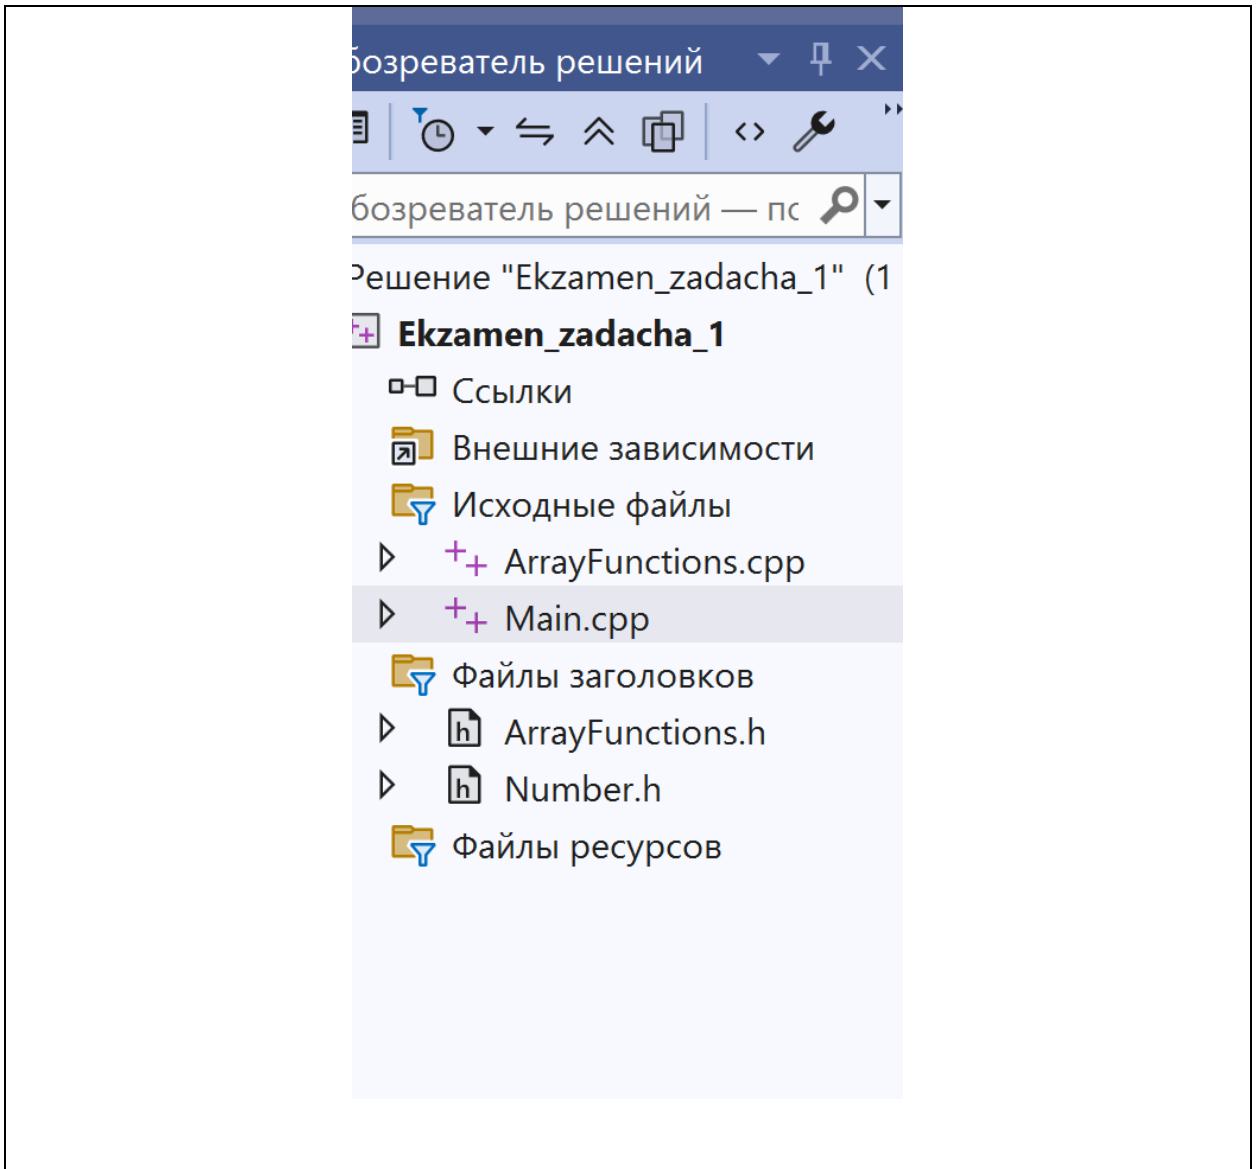 бозреватель решений
бозреватель решений — пс
Решение "Ekzamen_zadacha_1" (1
Ekzamen_zadacha_1
Ссылки
Внешние зависимости
Исходные файлы
ArrayFunctions.cpp
Main.cpp
Файлы заголовков
ArrayFunctions.h
Number.h
Файлы ресурсов